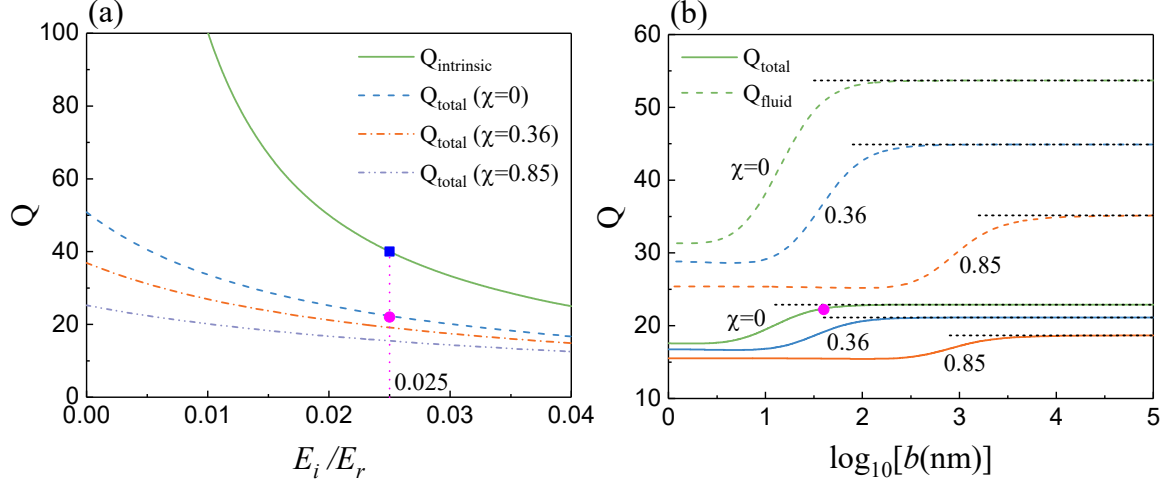 (a)
100
80
60
40
20
0
Q
Q_intrinsic
Q_total (χ=0)
Q_total (χ=0.36)
Q_total (χ=0.85)
0.025
0.00 0.01 0.02 0.03 0.04
E_i /E_r
(b)
60
50
40
30
20
10
Q
Q_total
Q_fluid
χ=0
0.36
0.85
χ=0
0.36
0.85
0 1 2 3 4 5
log_10[b(nm)]